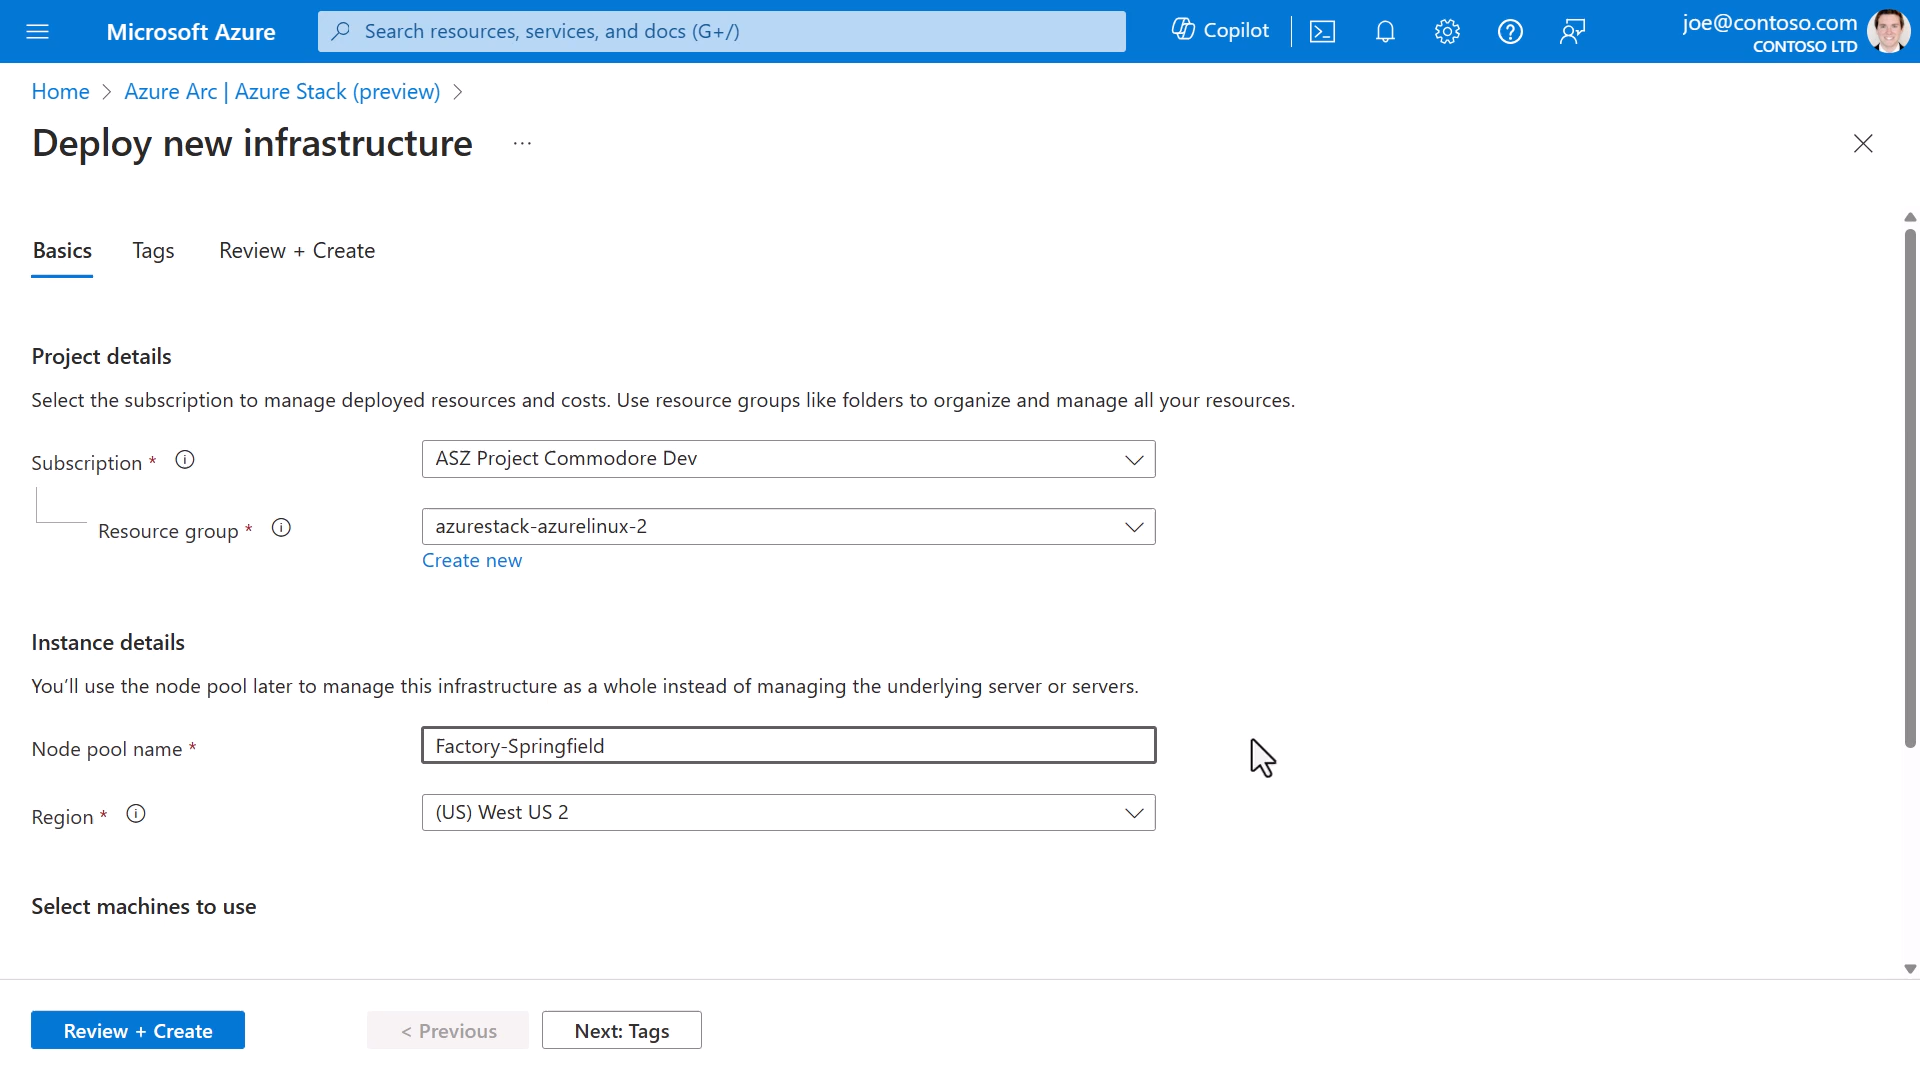 Microsoft Azure
Search resources, services, and docs (G+/)
Copilot
joe@contoso.com
CONTOSO LTD
Home > Azure Arc | Azure Stack (preview) >
Deploy new infrastructure ...
Basics Tags Review + Create
Project details
Select the subscription to manage deployed resources and costs. Use resource groups like folders to organize and manage all your resources.
Subscription * ASZ Project Commodore Dev
Resource group * azurestack-azurelinux-2
Create new
Instance details
You'll use the node pool later to manage this infrastructure as a whole instead of managing the underlying server or servers.
Node pool name * Factory-Springfield
Region * (US) West US 2
Select machines to use
Review + Create < Previous Next: Tags